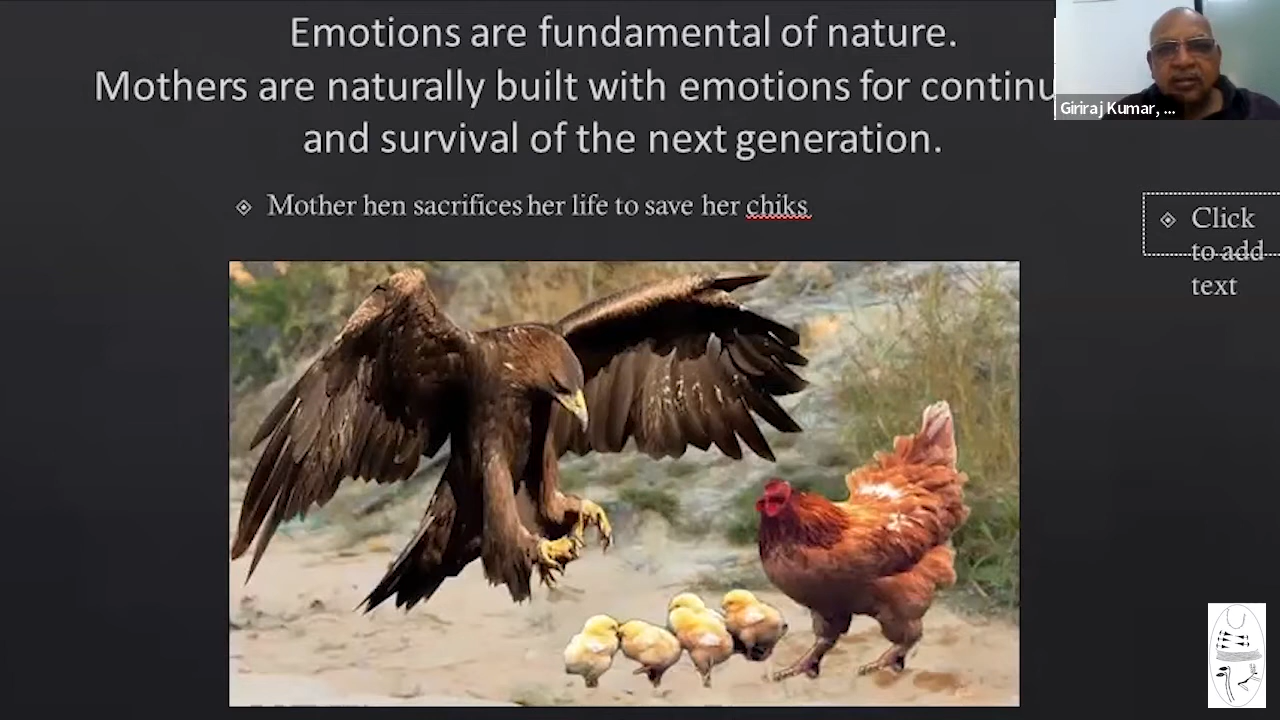 Emotions are fundamental of nature.
Mothers are naturally built with emotions for continu
and survival of the next generation.
Giriraj Kumar, ...
Mother hen sacrifices her life to save her chiks
Click
to add
text